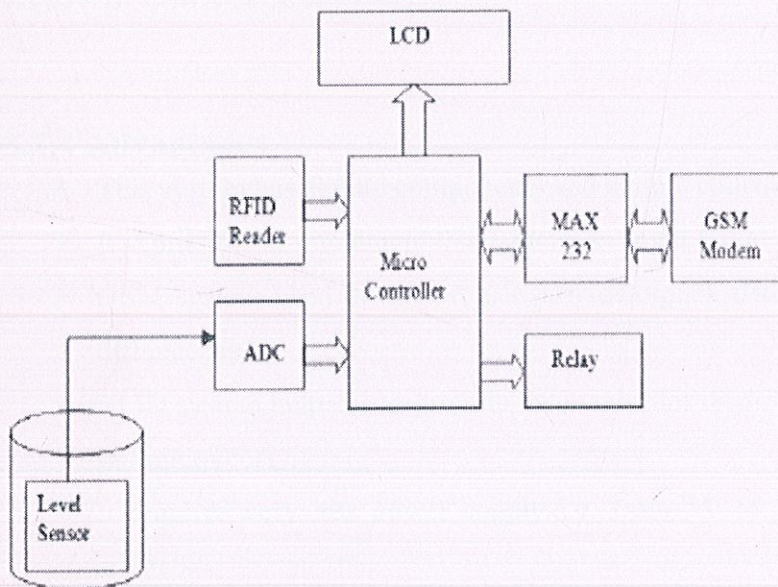 LCD
RFID
Reader
Micro
Controller
MAX
232
GSM
Modem
ADC
Relay
Level
Sensor